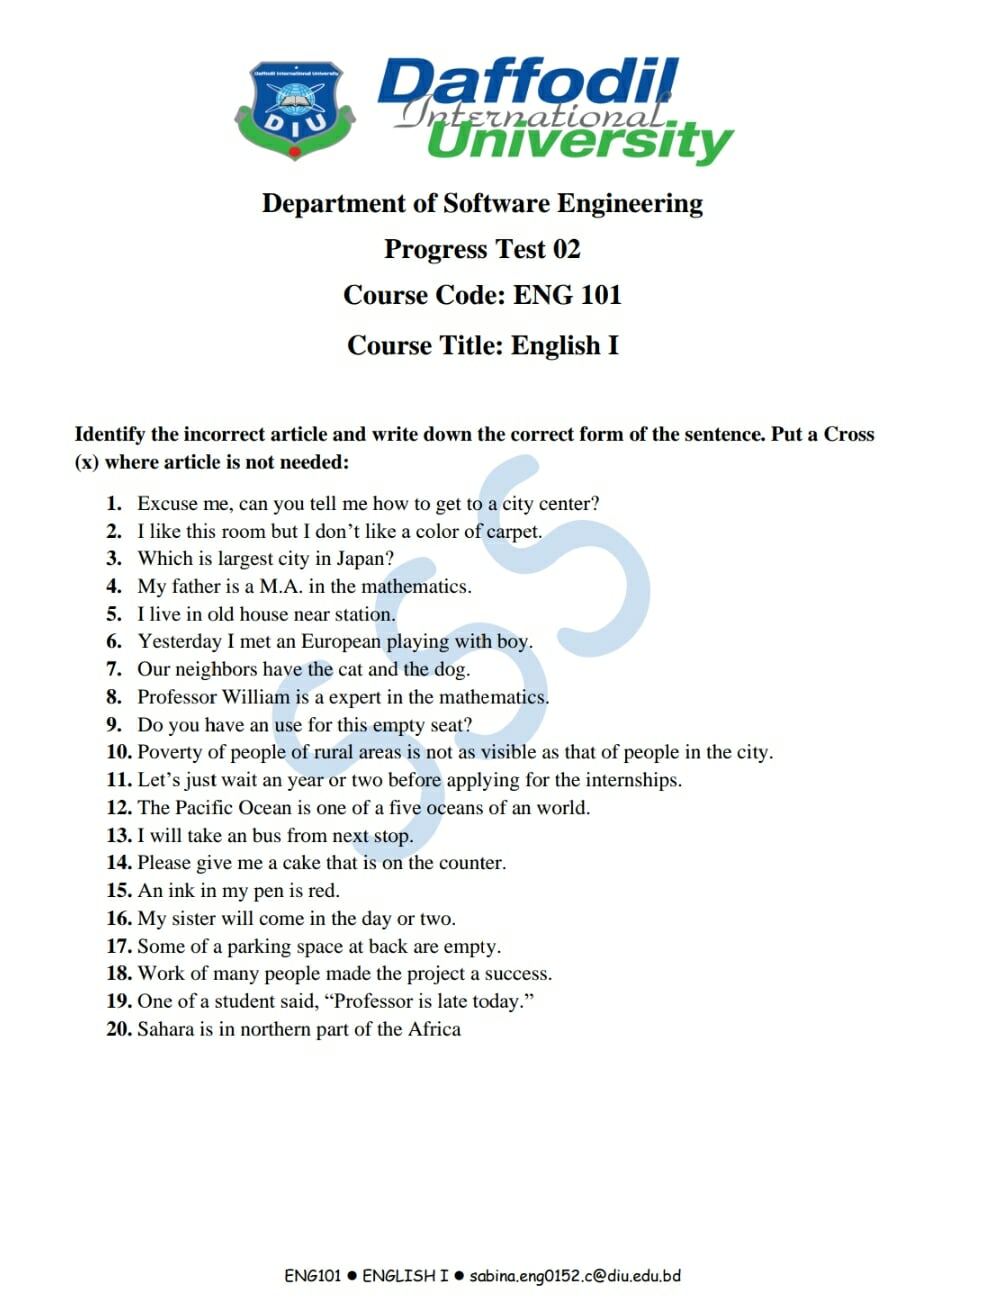 Daffodil International University
DIU
Daffodil
International
University
Department of Software Engineering
Progress Test 02
Course Code: ENG 101
Course Title: English I
Identify the incorrect article and write down the correct form of the sentence. Put a Cross
(x) where article is not needed:
1. Excuse me, can you tell me how to get to a city center?
2. I like this room but I don’t like a color of carpet.
3. Which is largest city in Japan?
4. My father is a M.A. in the mathematics.
5. I live in old house near station.
6. Yesterday I met an European playing with boy.
7. Our neighbors have the cat and the dog.
8. Professor William is a expert in the mathematics.
9. Do you have an use for this empty seat?
10. Poverty of people of rural areas is not as visible as that of people in the city.
11. Let’s just wait an year or two before applying for the internships.
12. The Pacific Ocean is one of a five oceans of an world.
13. I will take an bus from next stop.
14. Please give me a cake that is on the counter.
15. An ink in my pen is red.
16. My sister will come in the day or two.
17. Some of a parking space at back are empty.
18. Work of many people made the project a success.
19. One of a student said, “Professor is late today.”
20. Sahara is in northern part of the Africa
SSS
ENG101 ● ENGLISH I ● sabina.eng0152.c@diu.edu.bd